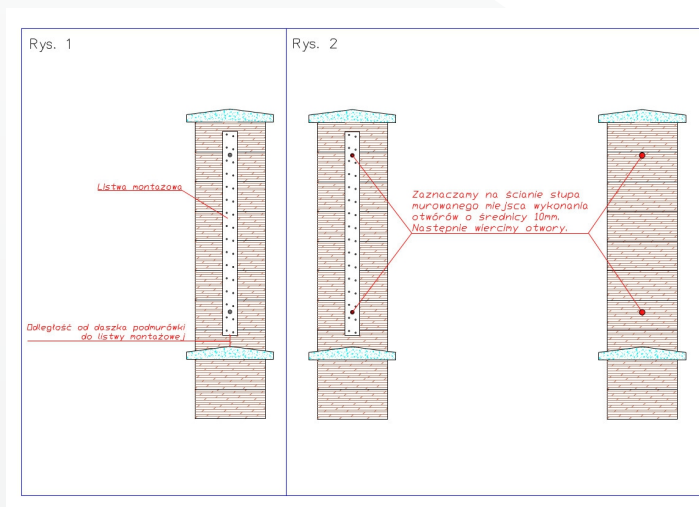 Rys. 1
Listwa montażowa
Odległość od daszka podmurówki
do listwy montażowej
Rys. 2
Zaznaczamy na ścianie słupa
murowanego miejsca wykonania
otwórów o średnicy 10mm.
Następnie wiercimy otwory.